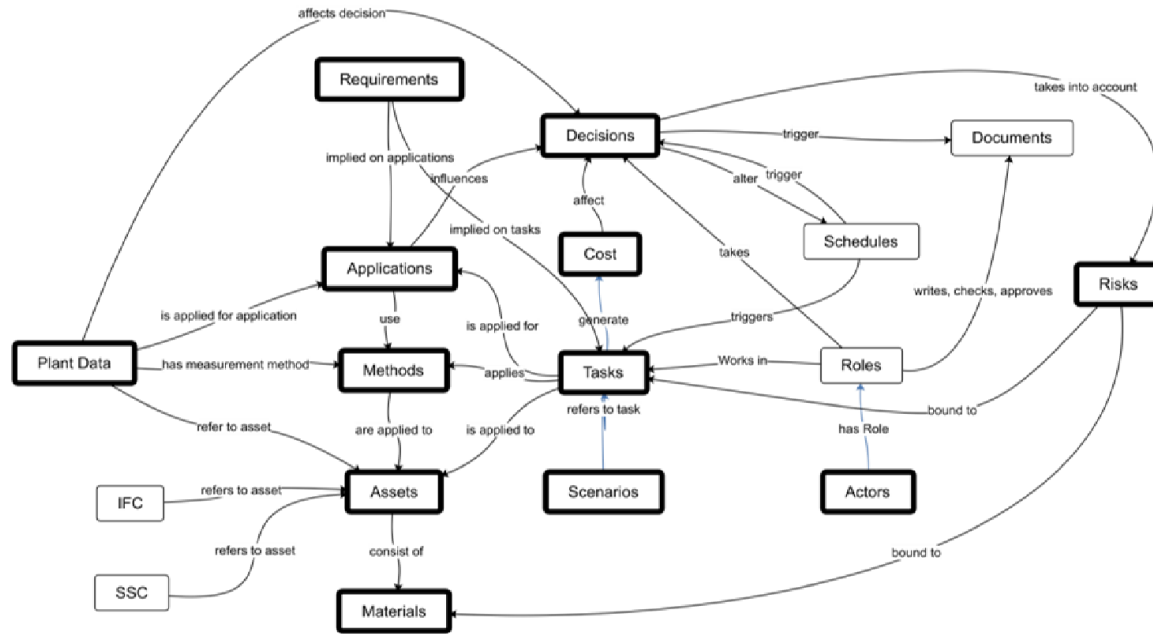 affects decision
Requirements
takes into account
Decisions
trigger
Documents
implied on applications
influences
alter
trigger
affect
implied on tasks
Schedules
Cost
takes
Applications
Risks
writes, checks, approves
is applied for application
use
is applied for
generate
triggers
Plant Data
has measurement method
Methods
applies
Tasks
Works in
Roles
refers to task
bound to
refer to asset
are applied to
is applied to
has Role
IFC
refers to asset
Assets
Scenarios
Actors
refers to asset
consist of
bound to
SSC
Materials